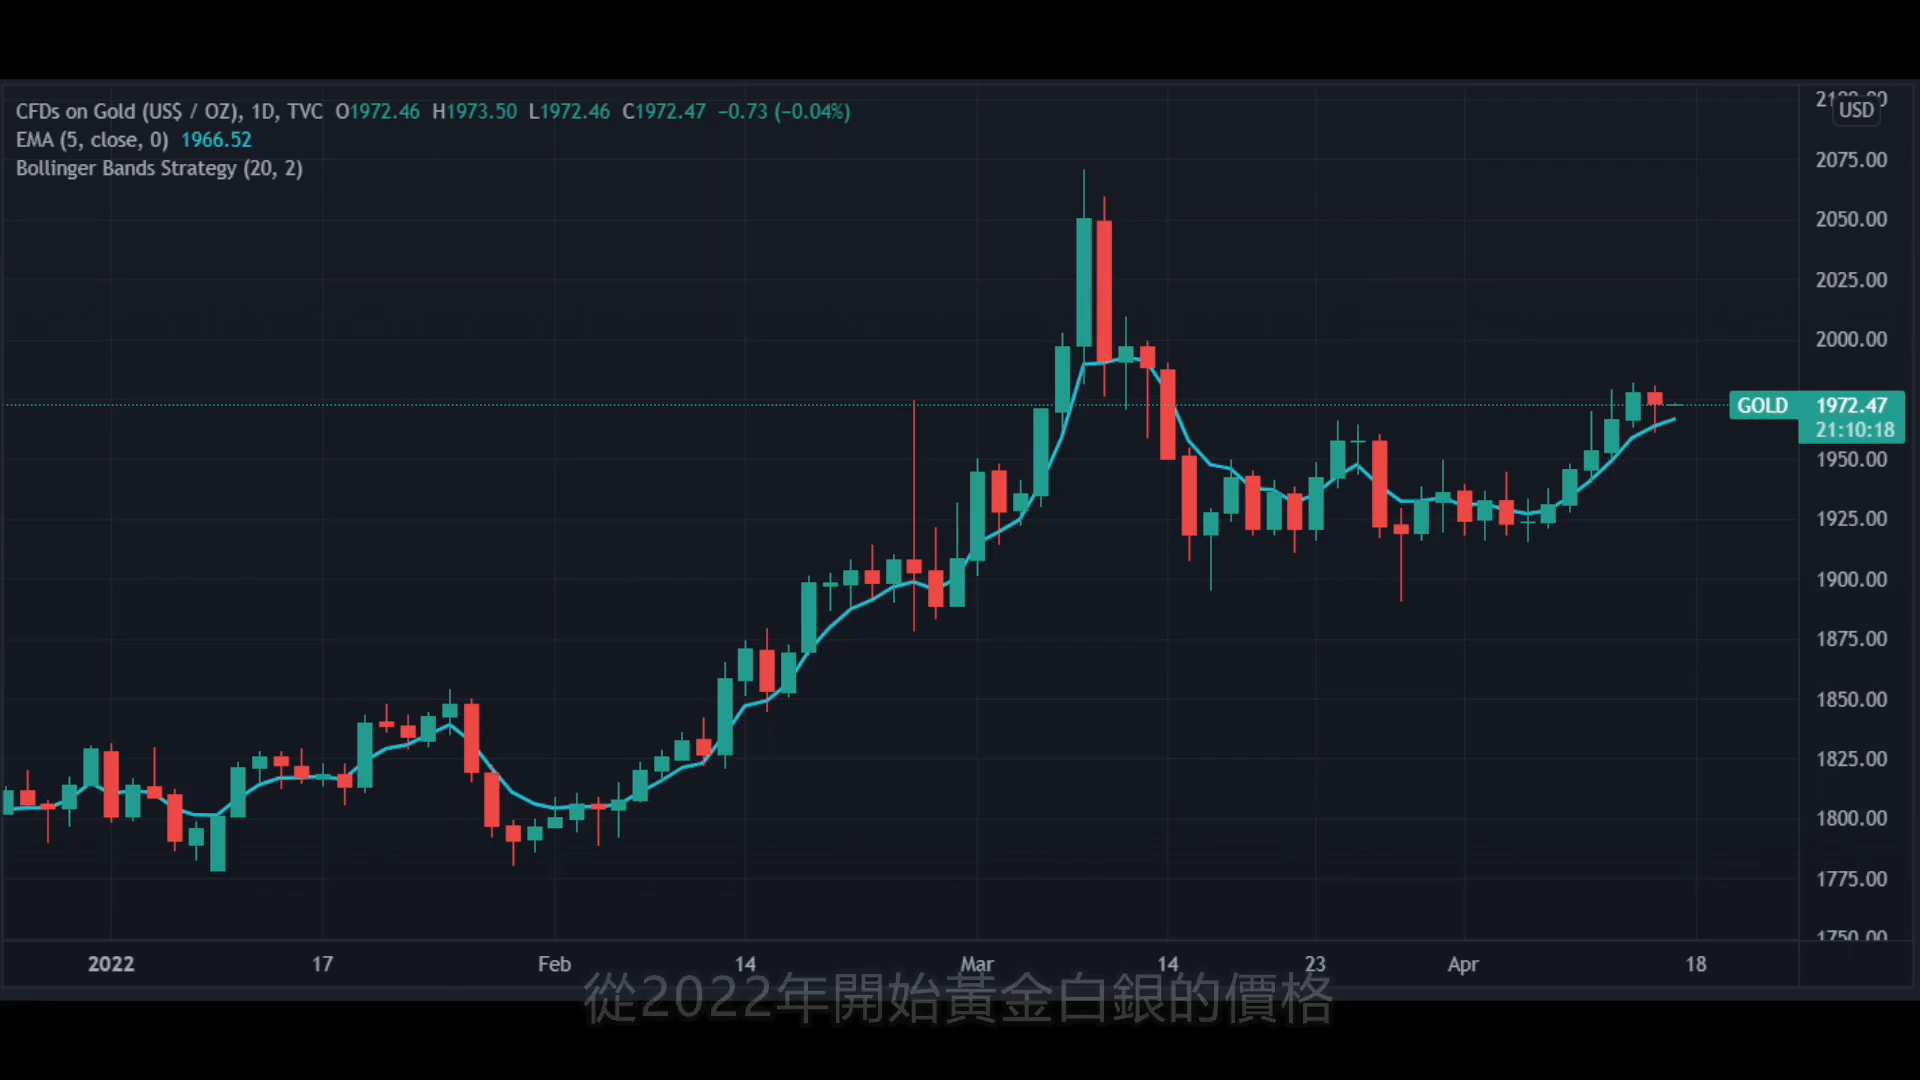 CFDs on Gold (US$ / OZ), 1D, TVC O1972.46 H1973.50 L1972.46 C1972.47 −0.73 (−0.04%)
EMA (5, close, 0) 1966.52
Bollinger Bands Strategy (20, 2)
USD
2075.00
2050.00
2025.00
2000.00
GOLD 1972.47
21:10:18
1950.00
1925.00
1900.00
1875.00
1850.00
1825.00
1800.00
1775.00
1750.00
2022 17 Feb 14 Mar 14 23 Apr 18
從2022年開始黃金白銀的價格